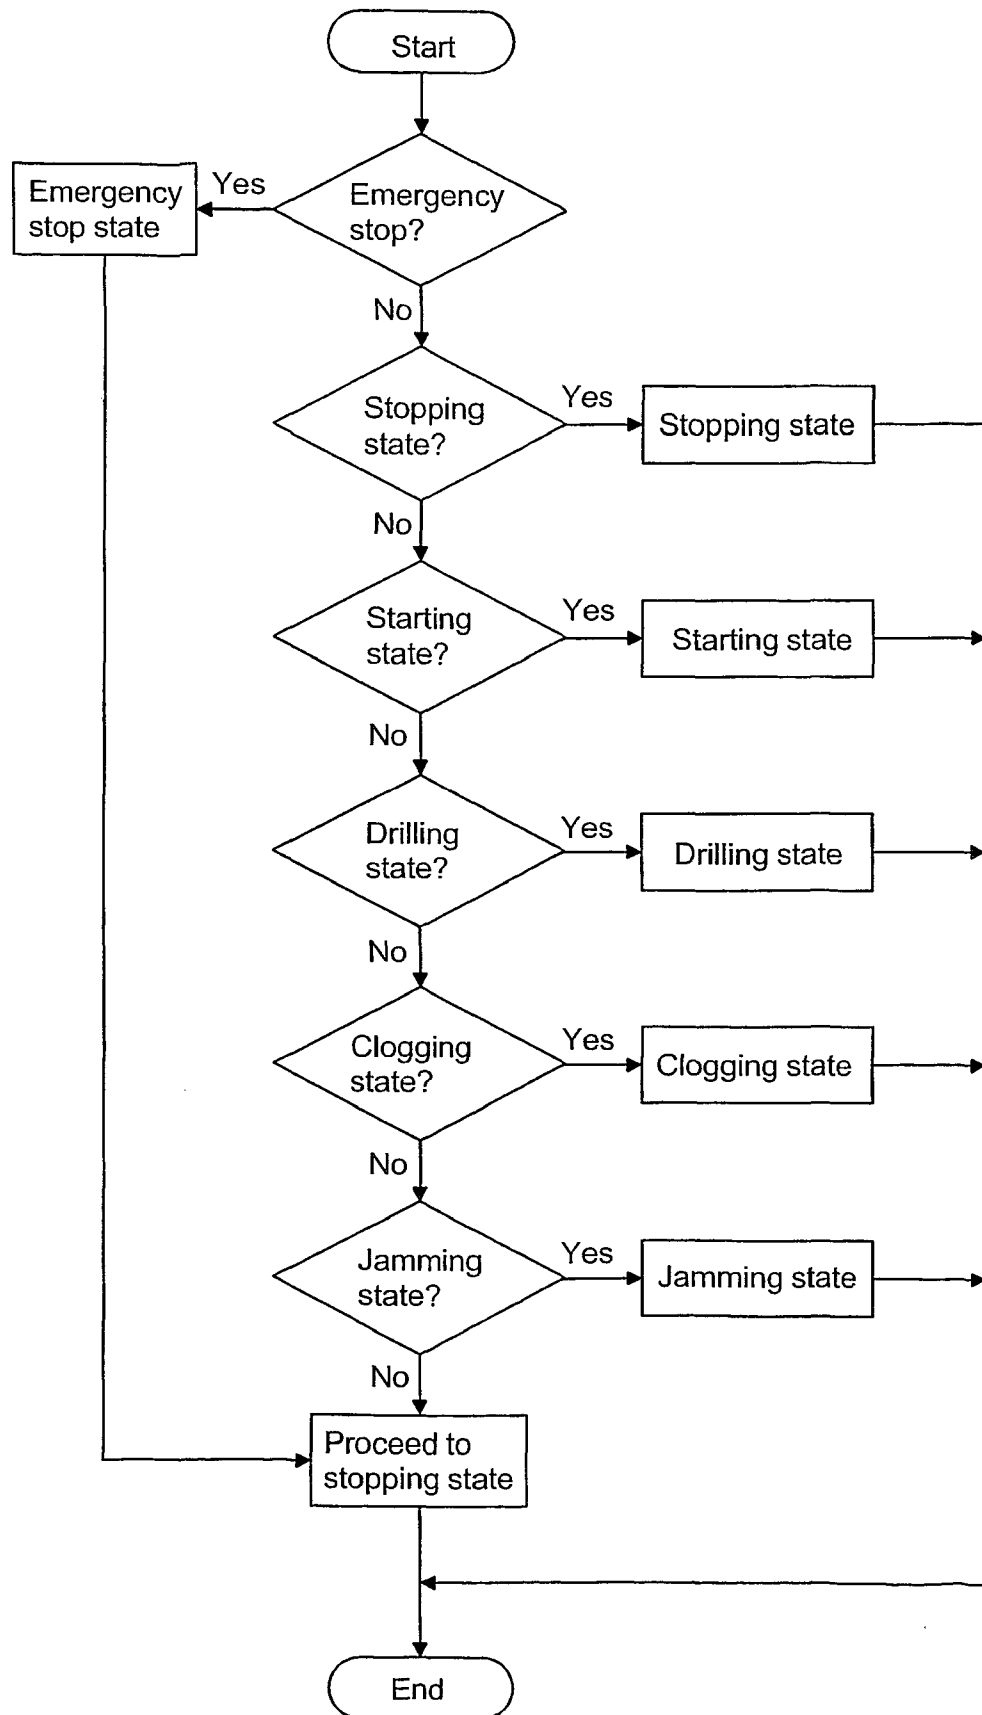 Start
Emergency
stop?
Yes
Emergency
stop state
No
Stopping
state?
Yes
Stopping state
No
Starting
state?
Yes
Starting state
No
Drilling
state?
Yes
Drilling state
No
Clogging
state?
Yes
Clogging state
No
Jamming
state?
Yes
Jamming state
No
Proceed to
stopping state
End